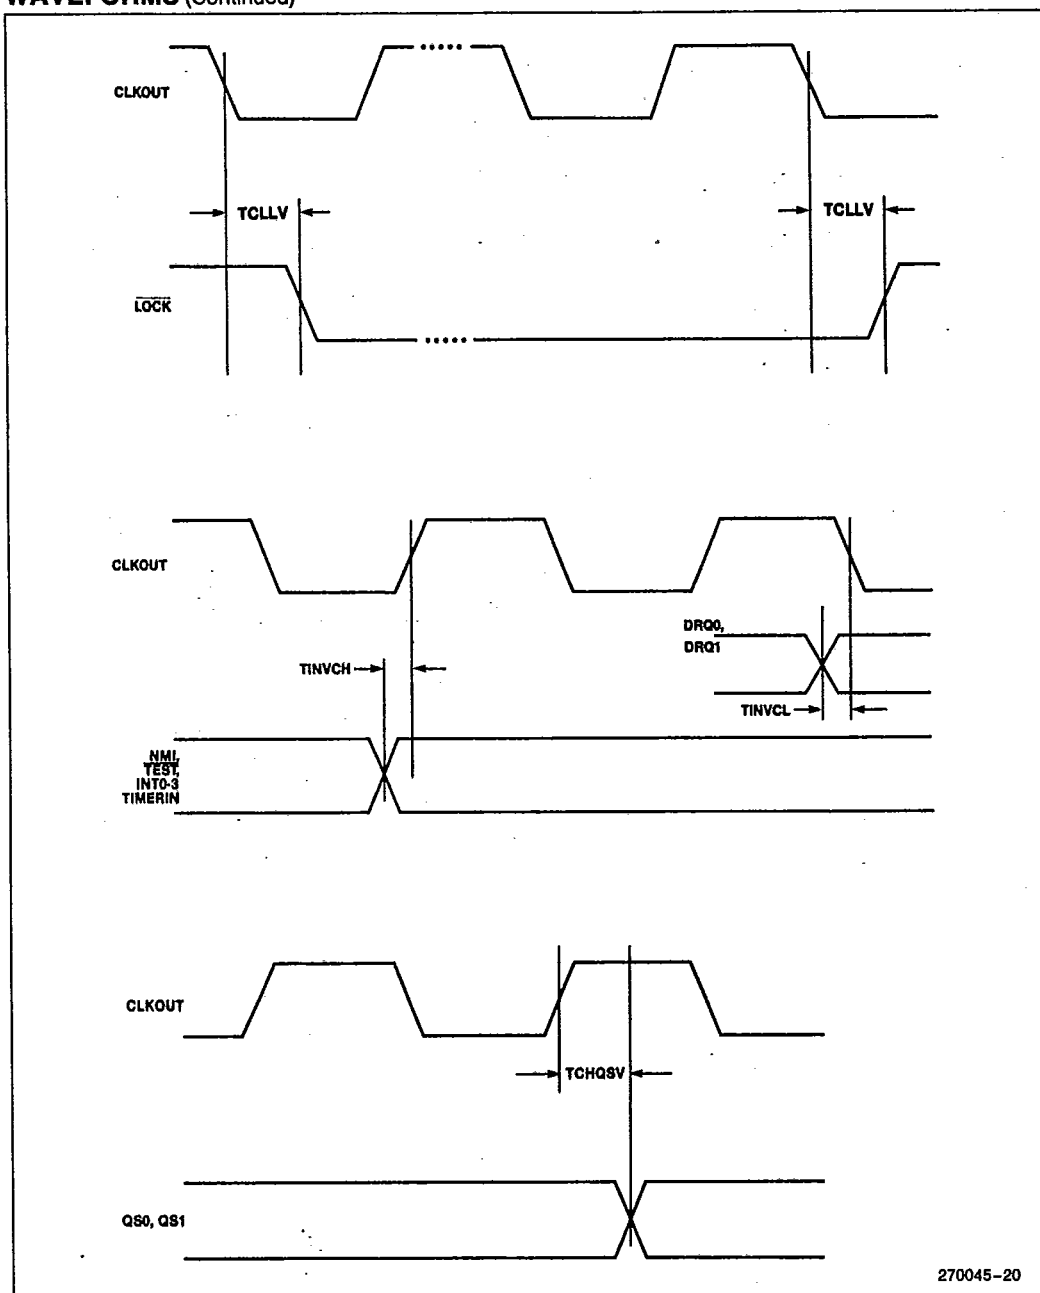 WAVEFORMS (Continued)
CLKOUT
TCLLV
TCLLV
LOCK
CLKOUT
DRQ0,
DRQ1
TINVCH
TINVCL
NMI,
TEST,
INT0-3
TIMERIN
CLKOUT
TCHQSV
QS0, QS1
270045-20